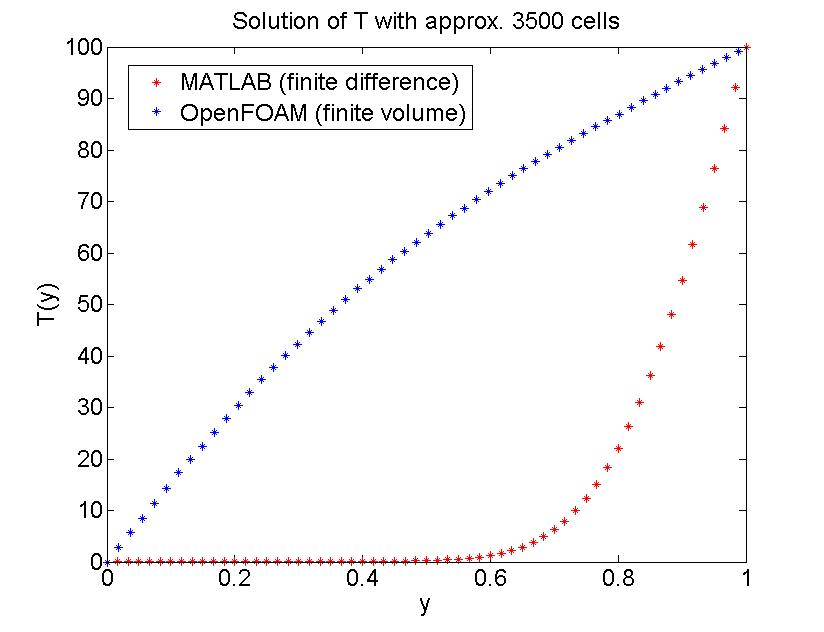 Solution of T with approx. 3500 cells
MATLAB (finite difference)
OpenFOAM (finite volume)
100
90
80
70
60
50
40
30
20
10
0
T(y)
0 0.2 0.4 0.6 0.8 1
y